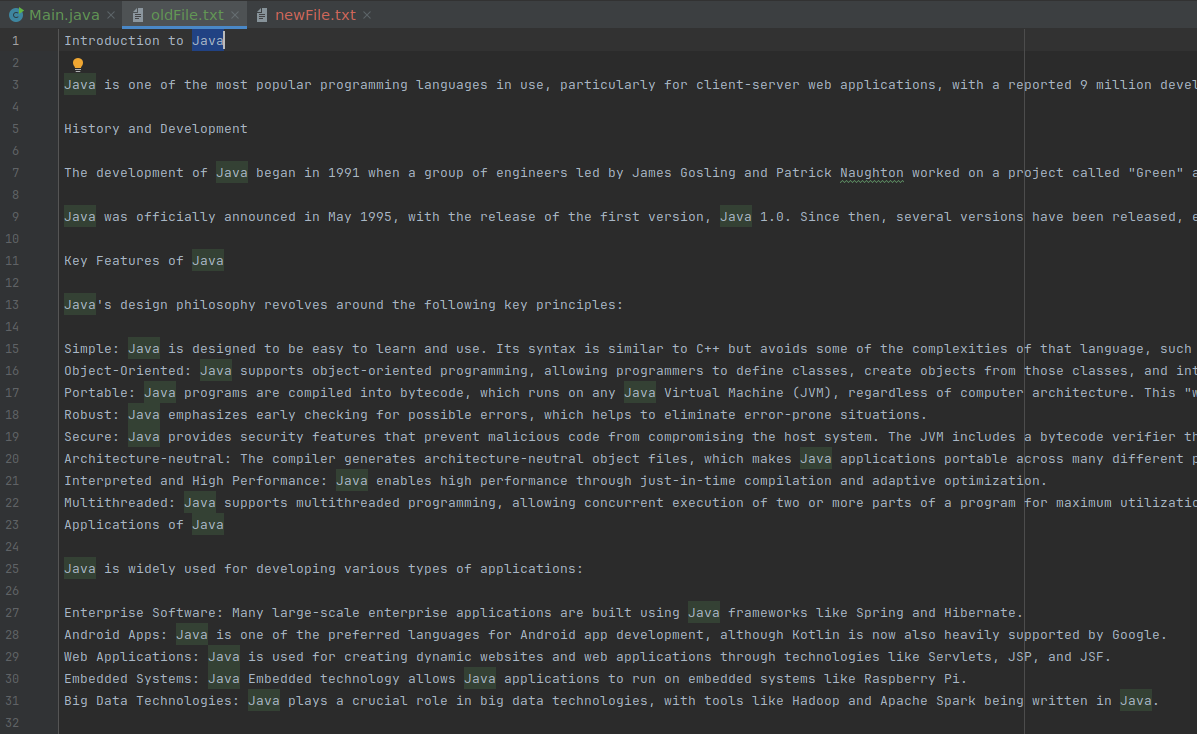 Main.java
oldFile.txt
newFile.txt
1 Introduction to Java
2
3 Java is one of the most popular programming languages in use, particularly for client-server web applications, with a reported 9 million devel
4
5 History and Development
6
7 The development of Java began in 1991 when a group of engineers led by James Gosling and Patrick Naughton worked on a project called "Green" a
8
9 Java was officially announced in May 1995, with the release of the first version, Java 1.0. Since then, several versions have been released, e
10
11 Key Features of Java
12
13 Java's design philosophy revolves around the following key principles:
14
15 Simple: Java is designed to be easy to learn and use. Its syntax is similar to C++ but avoids some of the complexities of that language, such
16 Object-Oriented: Java supports object-oriented programming, allowing programmers to define classes, create objects from those classes, and int
17 Portable: Java programs are compiled into bytecode, which runs on any Java Virtual Machine (JVM), regardless of computer architecture. This "w
18 Robust: Java emphasizes early checking for possible errors, which helps to eliminate error-prone situations.
19 Secure: Java provides security features that prevent malicious code from compromising the host system. The JVM includes a bytecode verifier th
20 Architecture-neutral: The compiler generates architecture-neutral object files, which makes Java applications portable across many different p
21 Interpreted and High Performance: Java enables high performance through just-in-time compilation and adaptive optimization.
22 Multithreaded: Java supports multithreaded programming, allowing concurrent execution of two or more parts of a program for maximum utilizatio
23 Applications of Java
24
25 Java is widely used for developing various types of applications:
26
27 Enterprise Software: Many large-scale enterprise applications are built using Java frameworks like Spring and Hibernate.
28 Android Apps: Java is one of the preferred languages for Android app development, although Kotlin is now also heavily supported by Google.
29 Web Applications: Java is used for creating dynamic websites and web applications through technologies like Servlets, JSP, and JSF.
30 Embedded Systems: Java Embedded technology allows Java applications to run on embedded systems like Raspberry Pi.
31 Big Data Technologies: Java plays a crucial role in big data technologies, with tools like Hadoop and Apache Spark being written in Java.
32